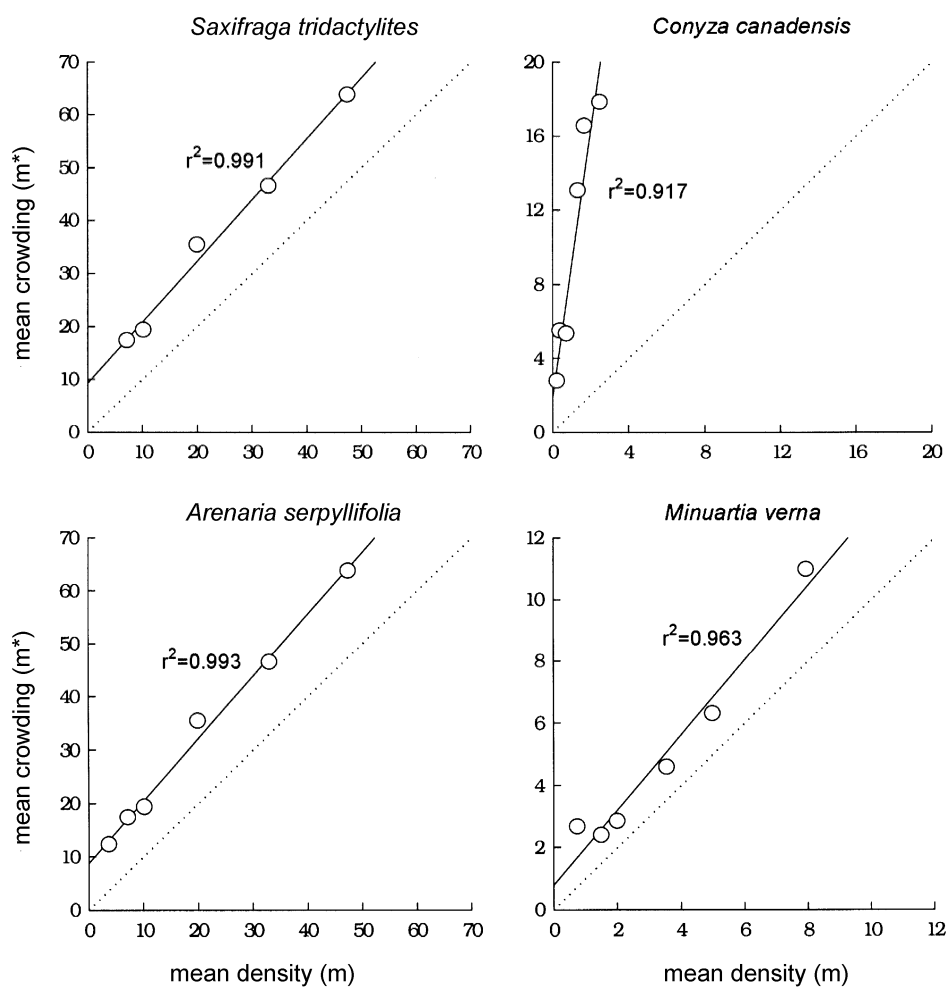 Saxifraga tridactylites
Conyza canadensis
70
60
50
40
30
20
10
0
mean crowding (m*)
r²=0.991
0 10 20 30 40 50 60 70
20
16
12
8
4
0
r²=0.917
0 4 8 12 16 20
Arenaria serpyllifolia
Minuartia verna
70
60
50
40
30
20
10
0
mean crowding (m*)
r²=0.993
0 10 20 30 40 50 60 70
mean density (m)
12
10
8
6
4
2
0
r²=0.963
0 2 4 6 8 10 12
mean density (m)